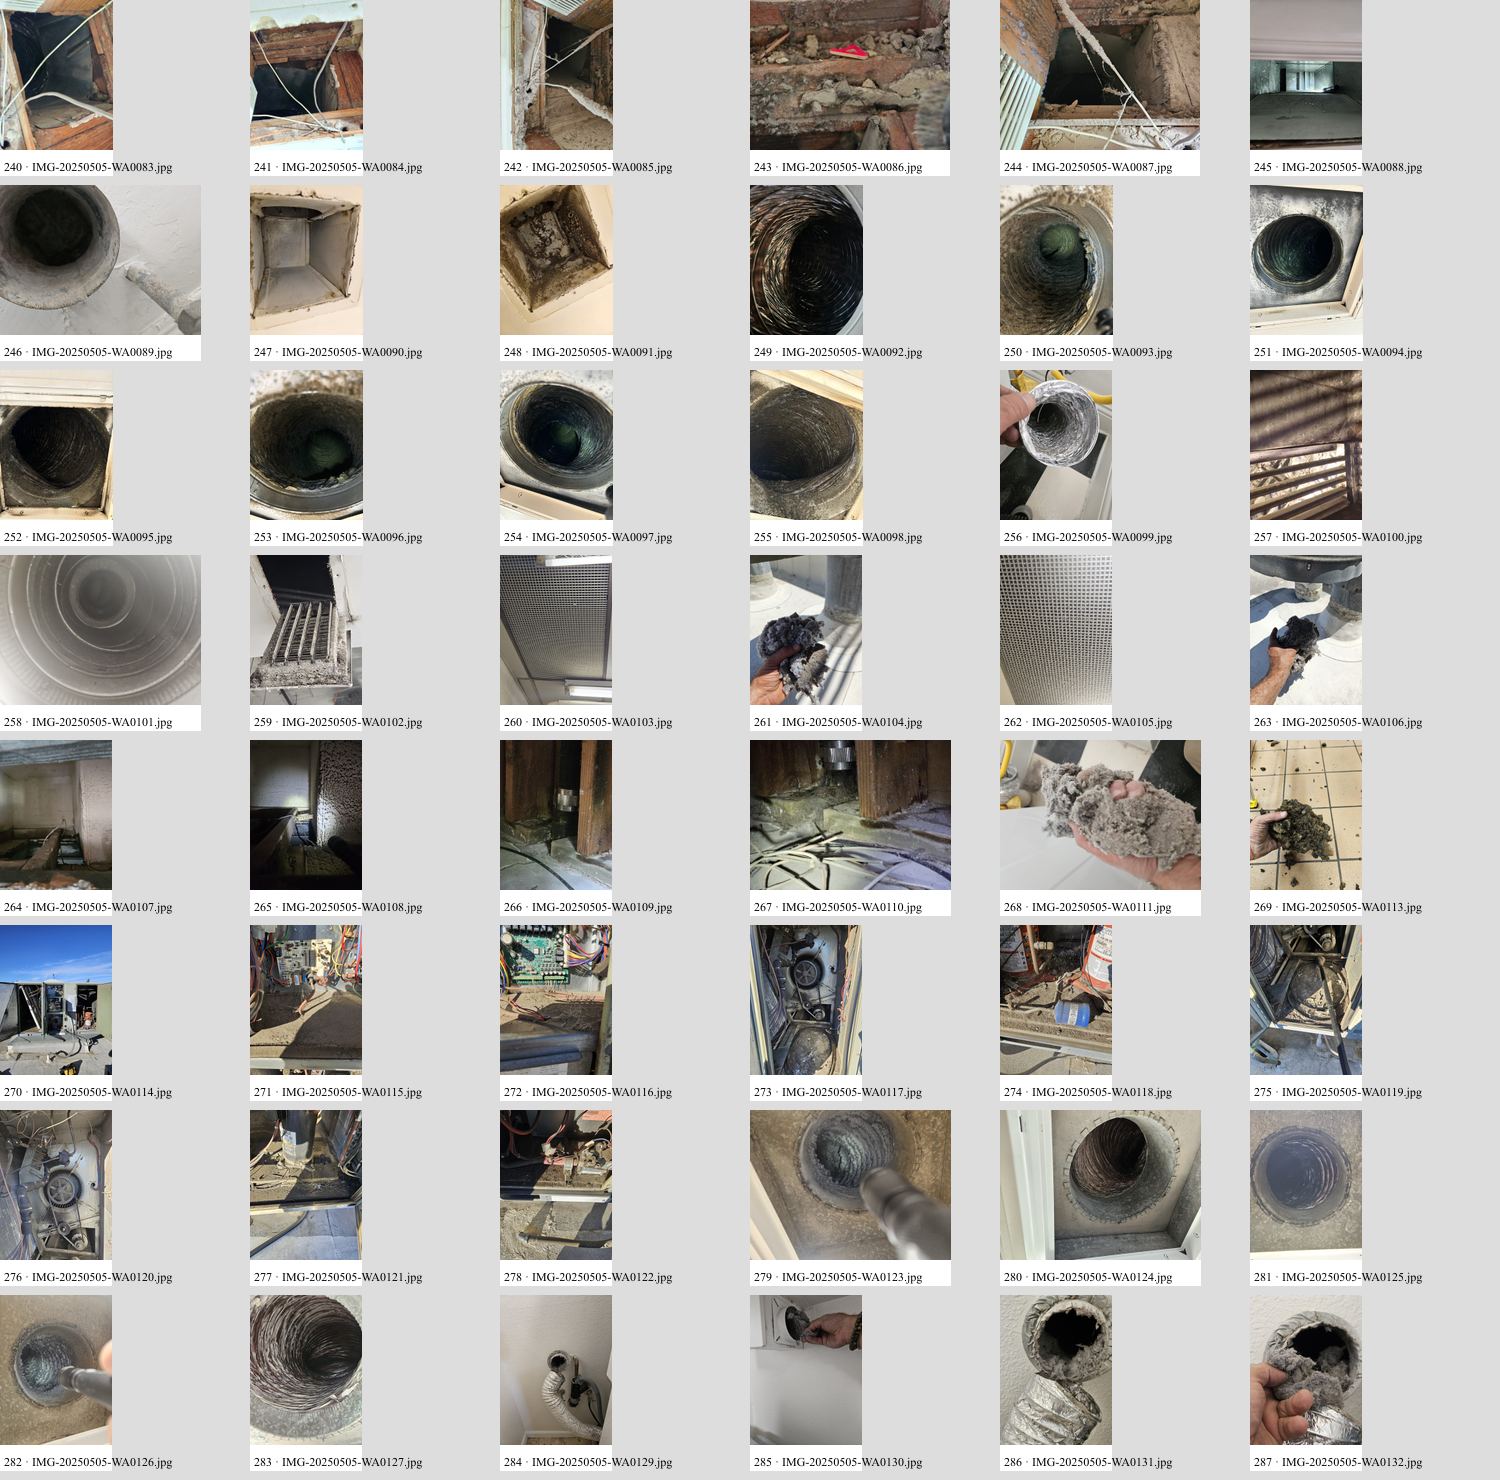 240 · IMG-20250505-WA0083.jpg
241 · IMG-20250505-WA0084.jpg
242 · IMG-20250505-WA0085.jpg
243 · IMG-20250505-WA0086.jpg
244 · IMG-20250505-WA0087.jpg
245 · IMG-20250505-WA0088.jpg
246 · IMG-20250505-WA0089.jpg
247 · IMG-20250505-WA0090.jpg
248 · IMG-20250505-WA0091.jpg
249 · IMG-20250505-WA0092.jpg
250 · IMG-20250505-WA0093.jpg
251 · IMG-20250505-WA0094.jpg
252 · IMG-20250505-WA0095.jpg
253 · IMG-20250505-WA0096.jpg
254 · IMG-20250505-WA0097.jpg
255 · IMG-20250505-WA0098.jpg
256 · IMG-20250505-WA0099.jpg
257 · IMG-20250505-WA0100.jpg
258 · IMG-20250505-WA0101.jpg
259 · IMG-20250505-WA0102.jpg
260 · IMG-20250505-WA0103.jpg
261 · IMG-20250505-WA0104.jpg
262 · IMG-20250505-WA0105.jpg
263 · IMG-20250505-WA0106.jpg
264 · IMG-20250505-WA0107.jpg
265 · IMG-20250505-WA0108.jpg
266 · IMG-20250505-WA0109.jpg
267 · IMG-20250505-WA0110.jpg
268 · IMG-20250505-WA0111.jpg
269 · IMG-20250505-WA0113.jpg
270 · IMG-20250505-WA0114.jpg
271 · IMG-20250505-WA0115.jpg
272 · IMG-20250505-WA0116.jpg
273 · IMG-20250505-WA0117.jpg
274 · IMG-20250505-WA0118.jpg
275 · IMG-20250505-WA0119.jpg
276 · IMG-20250505-WA0120.jpg
277 · IMG-20250505-WA0121.jpg
278 · IMG-20250505-WA0122.jpg
279 · IMG-20250505-WA0123.jpg
280 · IMG-20250505-WA0124.jpg
281 · IMG-20250505-WA0125.jpg
282 · IMG-20250505-WA0126.jpg
283 · IMG-20250505-WA0127.jpg
284 · IMG-20250505-WA0129.jpg
285 · IMG-20250505-WA0130.jpg
286 · IMG-20250505-WA0131.jpg
287 · IMG-20250505-WA0132.jpg